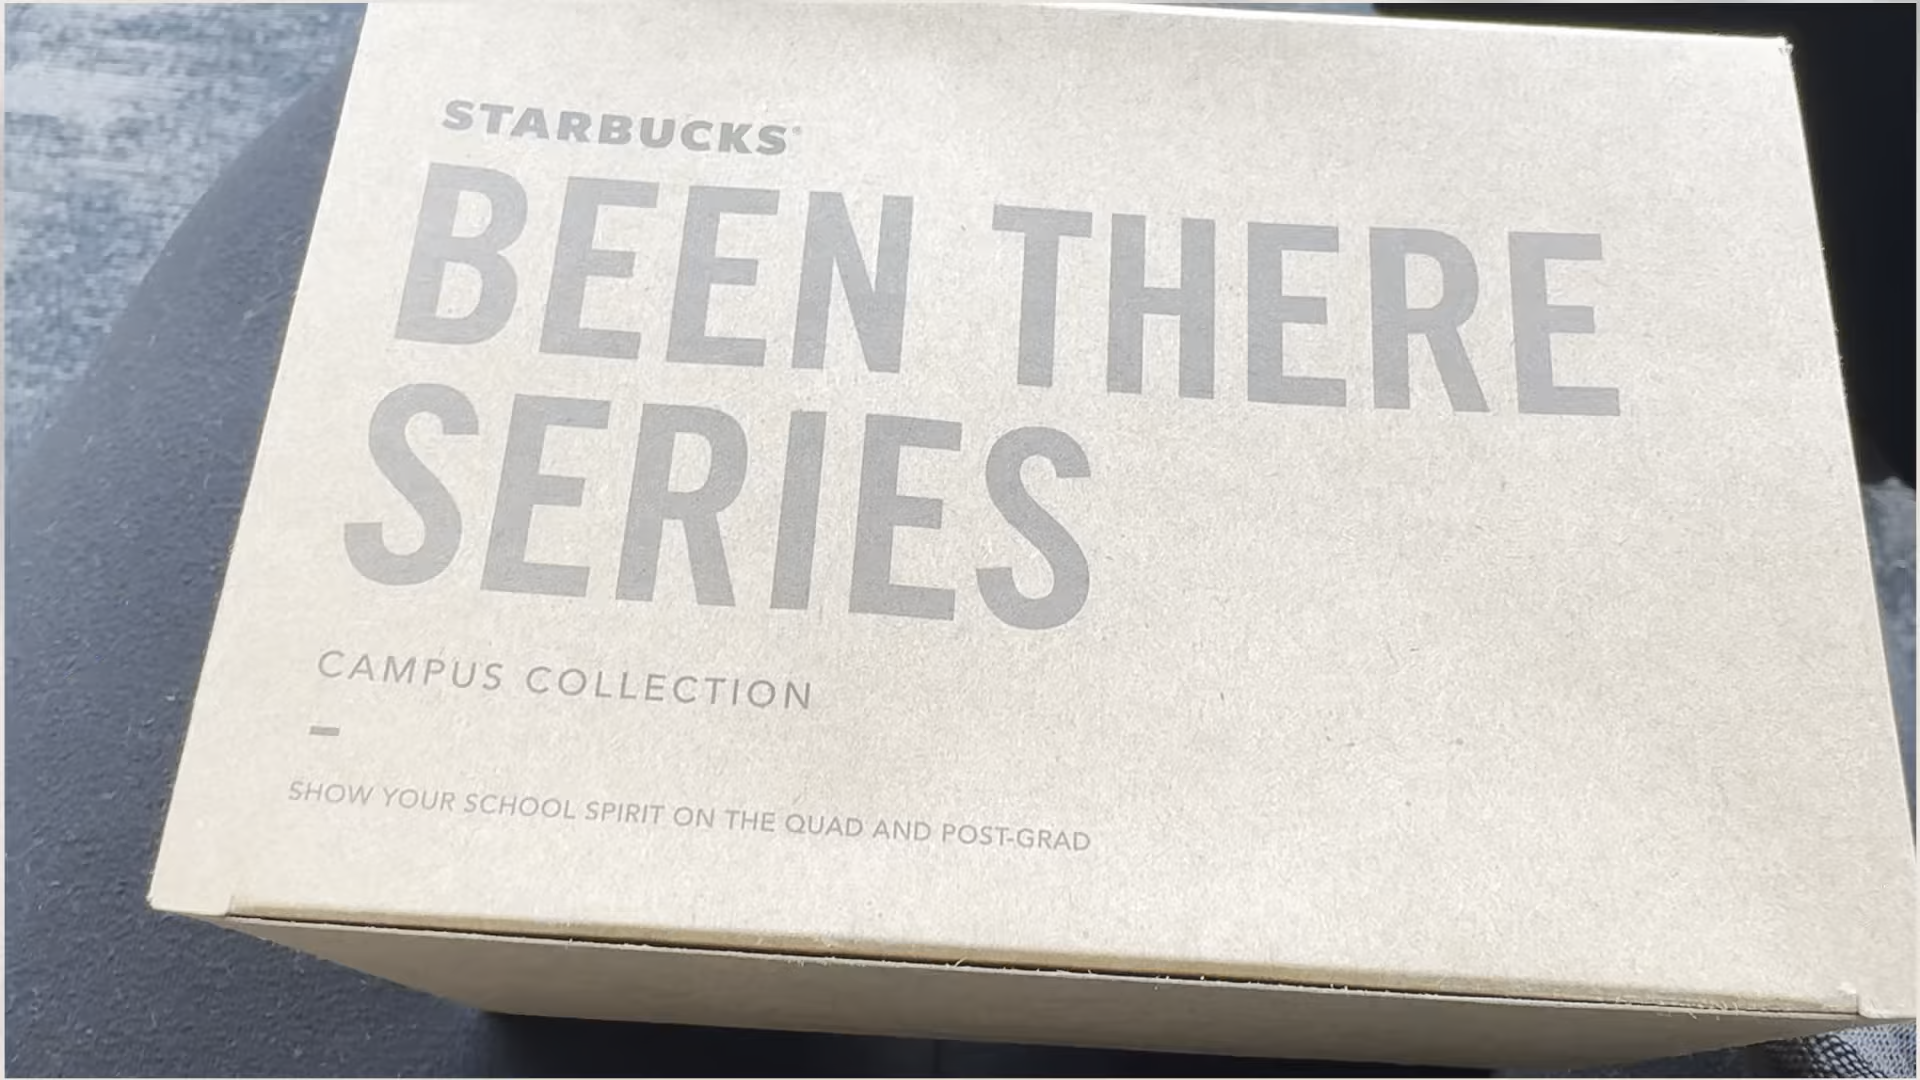 STARBUCKS
BEEN THERE
SERIES
CAMPUS COLLECTION
–
SHOW YOUR SCHOOL SPIRIT ON THE QUAD AND POST-GRAD